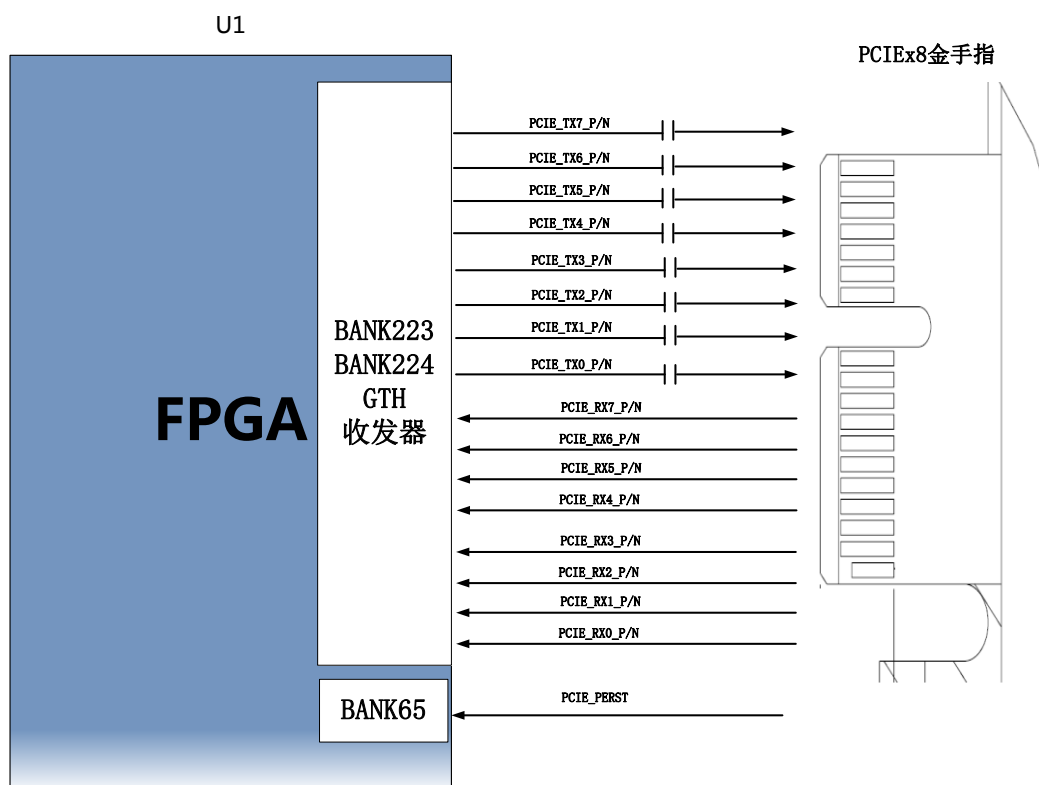 U1
PCIEx8金手指
PCIE_TX7_P/N
PCIE_TX6_P/N
PCIE_TX5_P/N
PCIE_TX4_P/N
PCIE_TX3_P/N
PCIE_TX2_P/N
PCIE_TX1_P/N
PCIE_TX0_P/N
FPGA
BANK223
BANK224
GTH
收发器
PCIE_RX7_P/N
PCIE_RX6_P/N
PCIE_RX5_P/N
PCIE_RX4_P/N
PCIE_RX3_P/N
PCIE_RX2_P/N
PCIE_RX1_P/N
PCIE_RX0_P/N
BANK65
PCIE_PERST